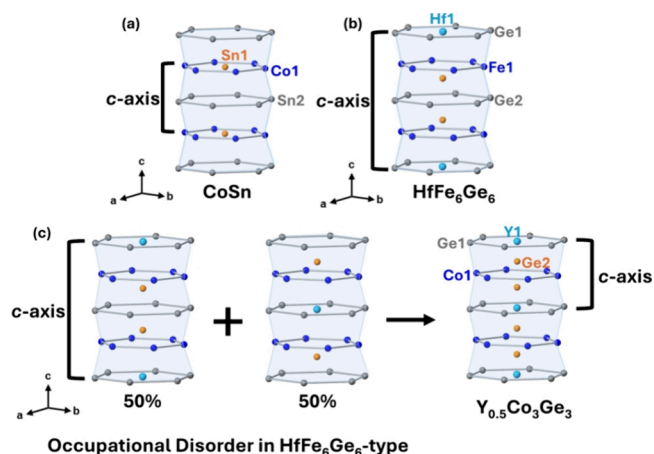 (a)
Sn1
Co1
c-axis
Sn2
c
a
b
CoSn
(b)
Hf1
Ge1
Fe1
c-axis
Ge2
c
a
b
HfFe₆Ge₆
(c)
c-axis
c
a
b
50%
+
50%
Y1
Ge1
Ge2
Co1
c-axis
Y₀.₅Co₃Ge₃
Occupational Disorder in HfFe₆Ge₆-type